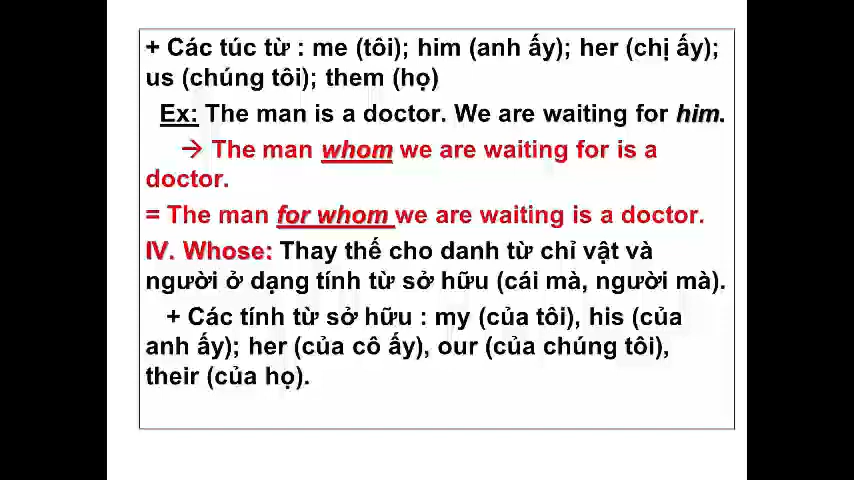 + Các túc từ : me (tôi); him (anh ấy); her (chị ấy);
us (chúng tôi); them (họ)
Ex: The man is a doctor. We are waiting for him.
→ The man whom we are waiting for is a
doctor.
= The man for whom we are waiting is a doctor.
IV. Whose: Thay thế cho danh từ chỉ vật và
người ở dạng tính từ sở hữu (cái mà, người mà).
+ Các tính từ sở hữu : my (của tôi), his (của
anh ấy); her (của cô ấy), our (của chúng tôi),
their (của họ).